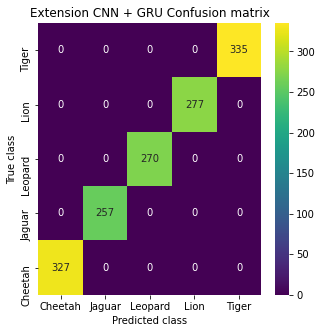 Extension CNN + GRU Confusion matrix
True class
Tiger 0 0 0 0 335
Lion 0 0 0 277 0
Leopard 0 0 270 0 0
Jaguar 0 257 0 0 0
Cheetah 327 0 0 0 0
Cheetah Jaguar Leopard Lion Tiger
Predicted class
300
250
200
150
100
50
0